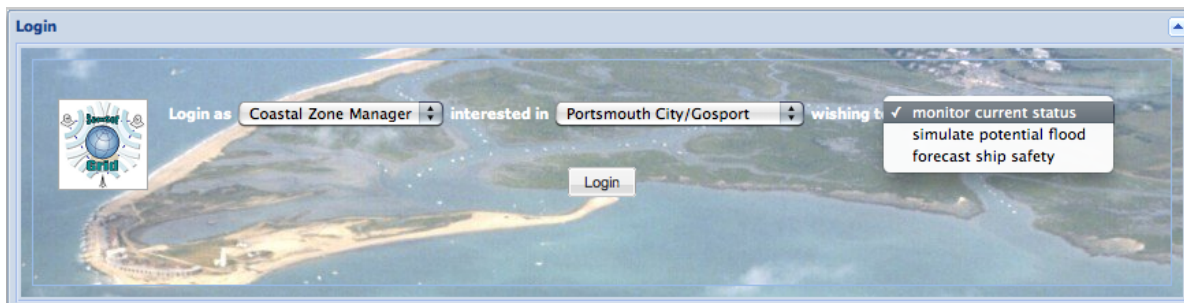 Login
Login as Coastal Zone Manager interested in Portsmouth City/Gosport wishing t ✓ monitor current status
simulate potential flood
forecast ship safety
Login
Grid